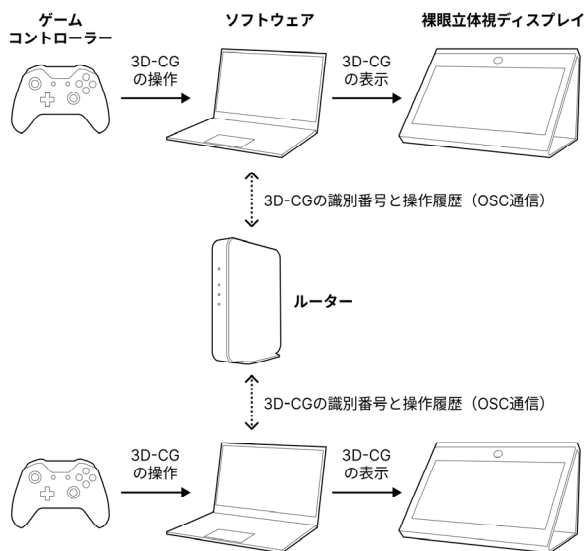 ゲーム
コントローラー
ソフトウェア
裸眼立体視ディスプレイ
3D-CG
の操作
3D-CG
の表示
3D-CGの識別番号と操作履歴（OSC通信）
ルーター
3D-CGの識別番号と操作履歴（OSC通信）
3D-CG
の操作
3D-CG
の表示